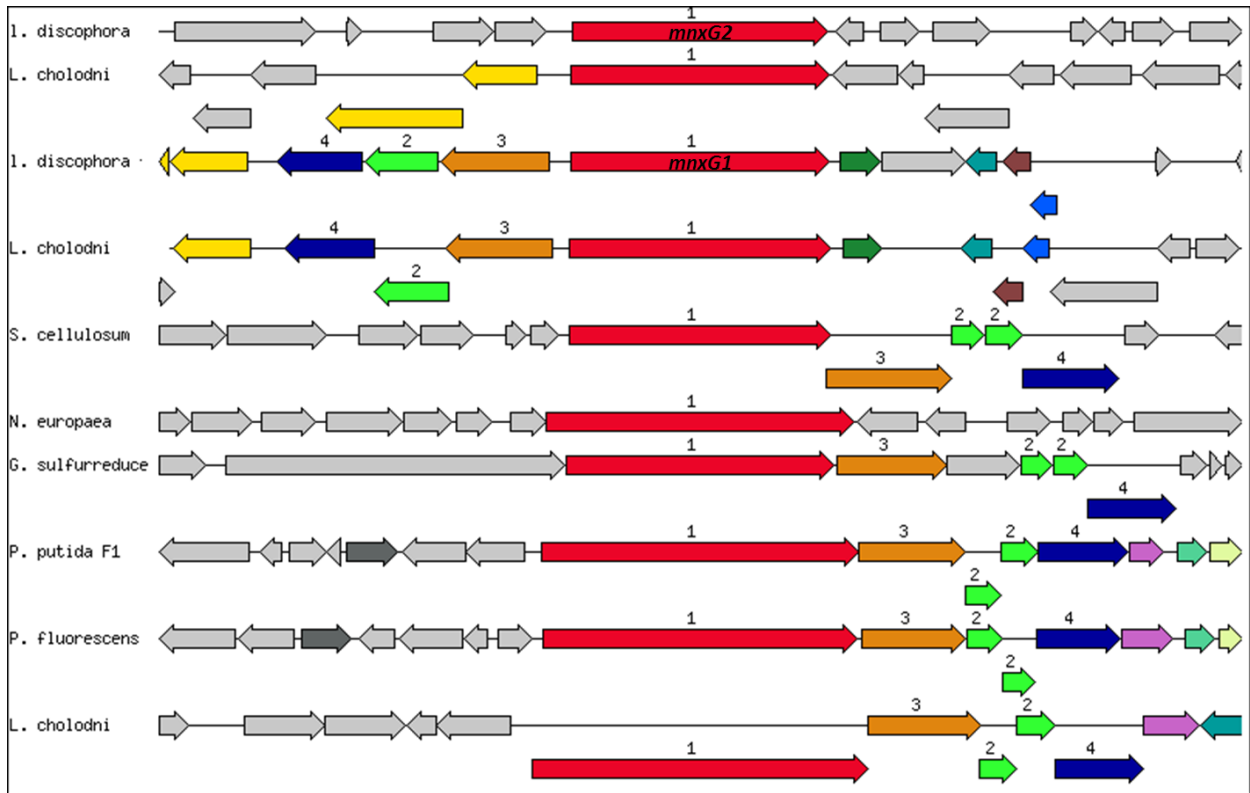 1
l. discophora mnxG2
1
L. cholodni
4 2 3 1
l. discophora mnxG1
4 3 1
L. cholodni
2
1 2 2
S. cellulosum
3 4
1
N. europaea
1 3 2 2
G. sulfurreduce
4
1 3 2 4
P. putida F1
2
1 3 2 4
P. fluorescens
2
3 2
L. cholodni
1 2 4